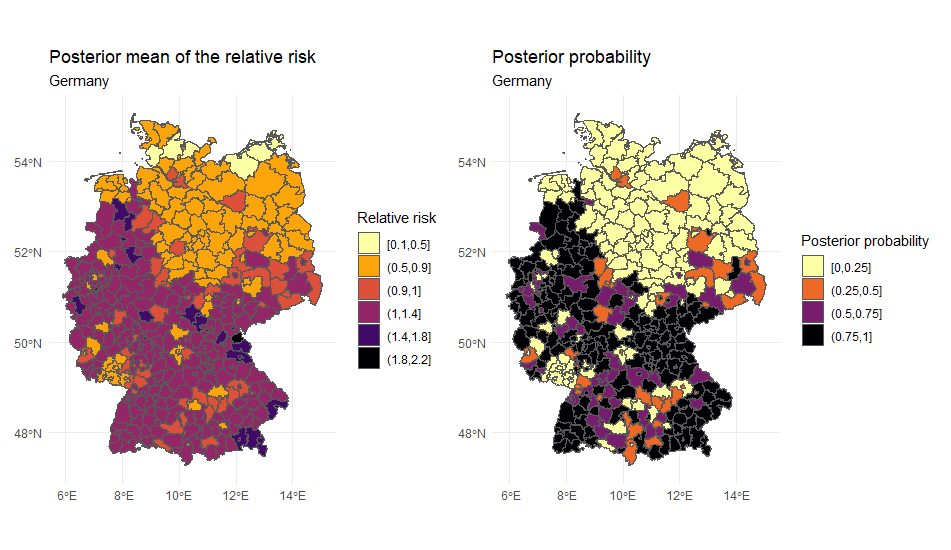 Posterior mean of the relative risk
Germany
54°N
52°N
50°N
48°N
6°E
8°E
10°E
12°E
14°E
Relative risk
[0.1,0.5]
(0.5,0.9]
(0.9,1]
(1,1.4]
(1.4,1.8]
(1.8,2.2]
Posterior probability
Germany
54°N
52°N
50°N
48°N
6°E
8°E
10°E
12°E
14°E
Posterior probability
[0,0.25]
(0.25,0.5]
(0.5,0.75]
(0.75,1]